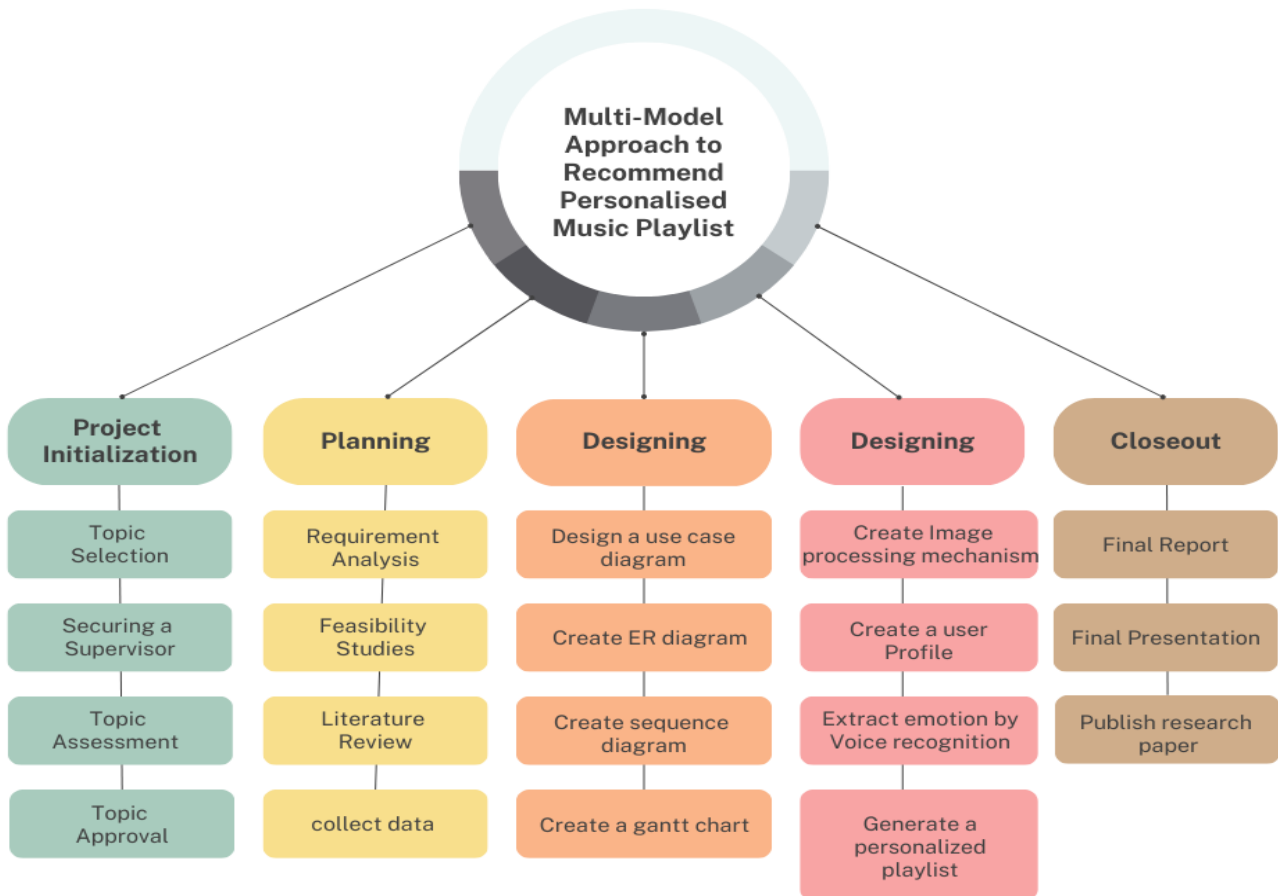 Multi-Model
Approach to
Recommend
Personalised
Music Playlist
Project
Initialization
Topic
Selection
Securing a
Supervisor
Topic
Assessment
Topic
Approval
Planning
Requirement
Analysis
Feasibility
Studies
Literature
Review
collect data
Designing
Design a use case
diagram
Create ER diagram
Create sequence
diagram
Create a gantt chart
Designing
Create Image
processing mechanism
Create a user
Profile
Extract emotion by
Voice recognition
Generate a
personalized
playlist
Closeout
Final Report
Final Presentation
Publish research
paper